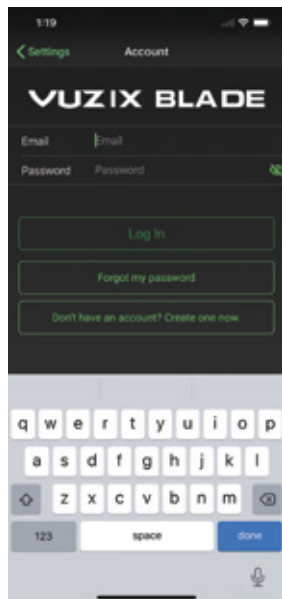 1:19
Settings Account
VUZIX BLADE
Email Email
Password Password
Log In
Forgot my password
Don't have an account? Create one now.
q w e r t y u i o p
a s d f g h j k l
z x c v b n m
123 space done